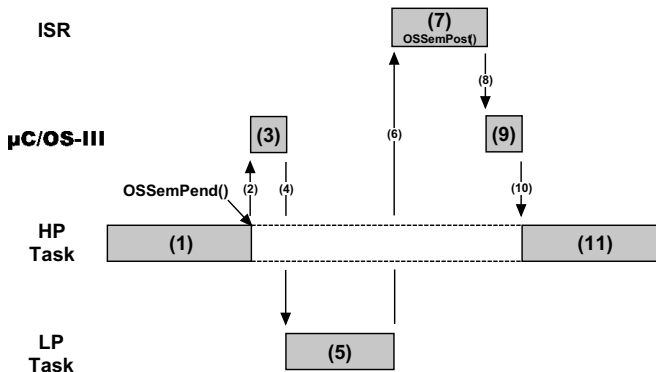 ISR
(7)
OSSemPost()
(8)
µC/OS-III
(3)
(6)
(9)
OSSemPend()
(2)
(4)
(10)
HP
Task
(1)
(11)
LP
Task
(5)